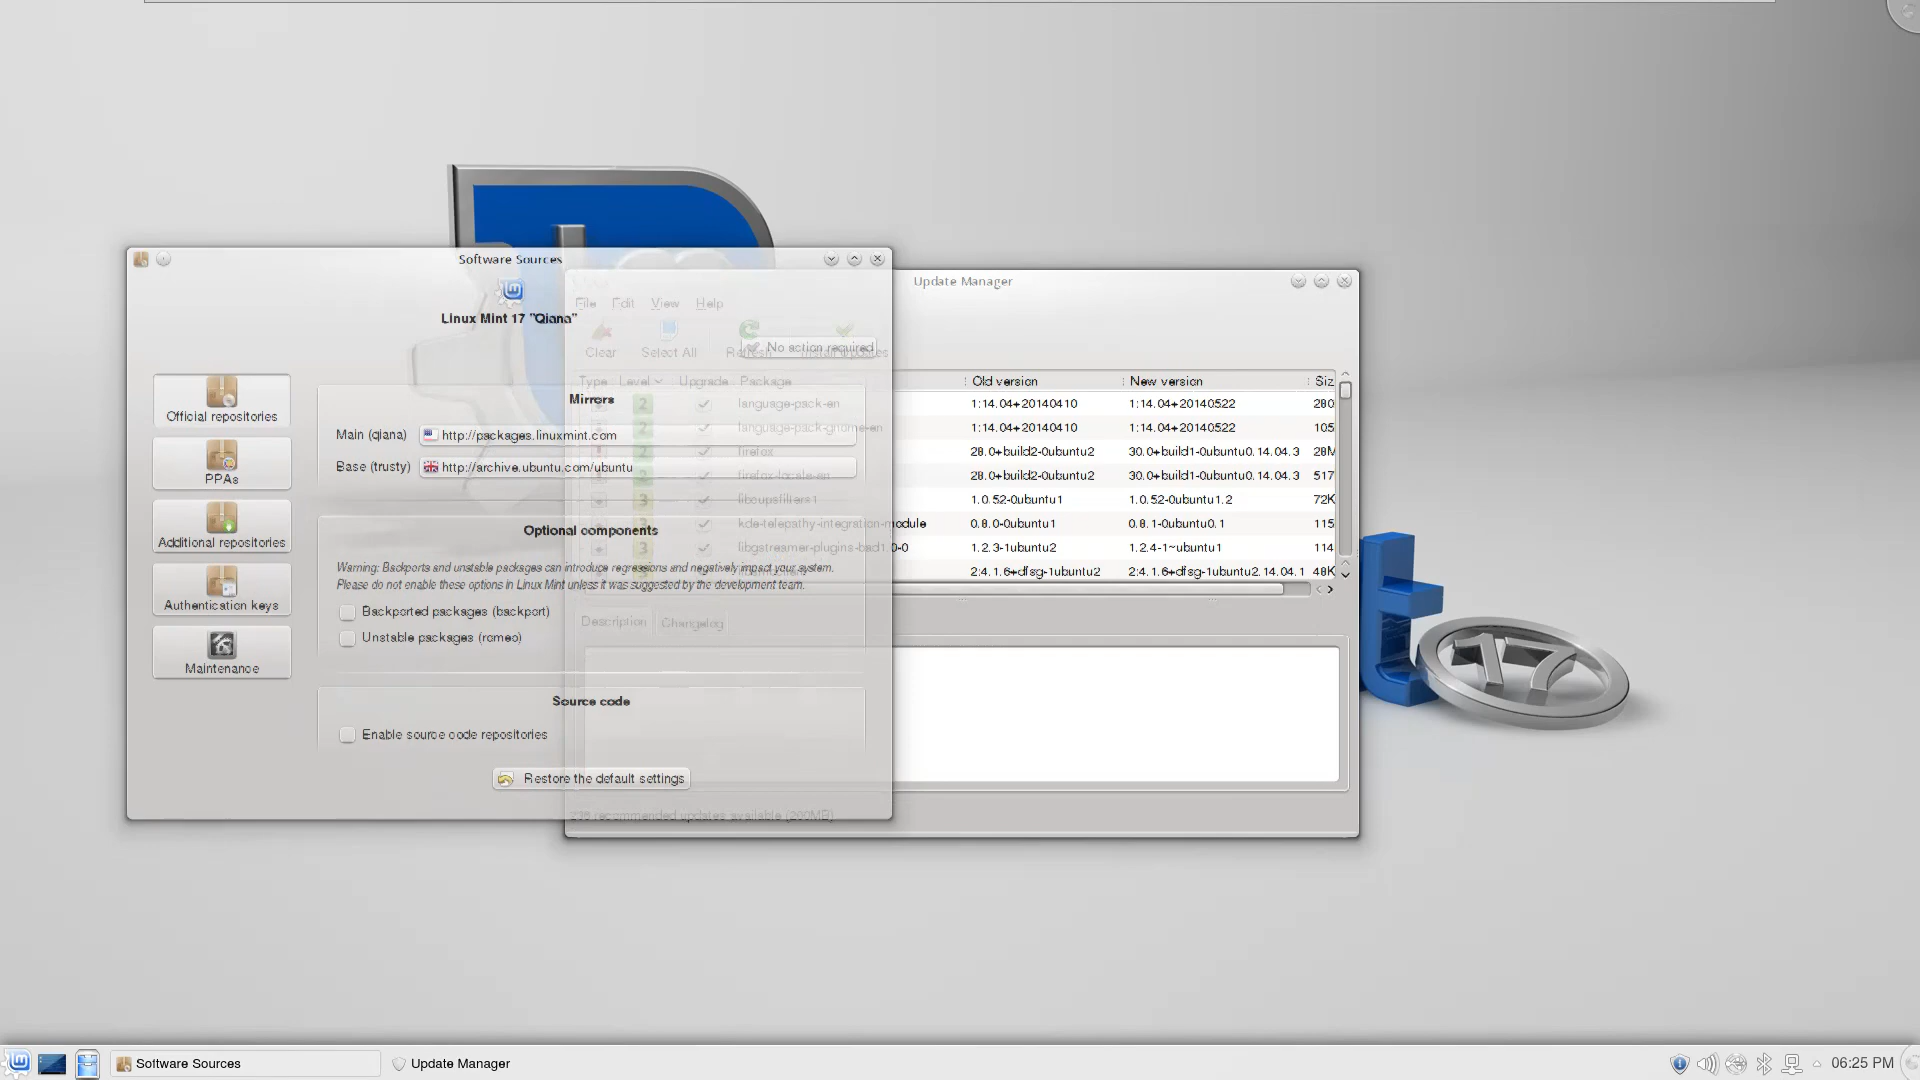 Software Sources
Linux Mint 17 "Qiana"
No action required
Official repositories
PPAs
Additional repositories
Authentication keys
Maintenance
Mirrors
Main (qiana) http://packages.linuxmint.com
Base (trusty) http://archive.ubuntu.com/ubuntu
Optional components
Warning: Backports and unstable packages can introduce regressions and negatively impact your system.
Please do not enable these options in Linux Mint unless it was suggested by the development team.
Backported packages (backport)
Unstable packages (romeo)
Source code
Enable source code repositories
Restore the default settings
Update Manager
File Edit View Help
Clear Select All Refresh Install Updates
Type Level Upgrade Package Old version New version Siz
2 language-pack-en 1:14.04+20140410 1:14.04+20140522 280
2 language-pack-gnome-en 1:14.04+20140410 1:14.04+20140522 105
2 firefox 28.0+build2-0ubuntu2 30.0+build1-0ubuntu0.14.04.3 28M
2 firefox-locale-en 28.0+build2-0ubuntu2 30.0+build1-0ubuntu0.14.04.3 517
3 libcupsfilters1 1.0.52-0ubuntu1 1.0.52-0ubuntu1.2 72K
3 kde-telepathy-integration-module 0.8.0-0ubuntu1 0.8.1-0ubuntu0.1 115
3 libgstreamer-plugins-bad1.0-0 1.2.3-1ubuntu2 1.2.4-1~ubuntu1 114
3 2:4.1.6+dfsg-1ubuntu2 2:4.1.6+dfsg-1ubuntu2.14.04.1 48K
Description Changelog
236 recommended updates available (200MB)
t
17
Software Sources
Update Manager
06:25 PM